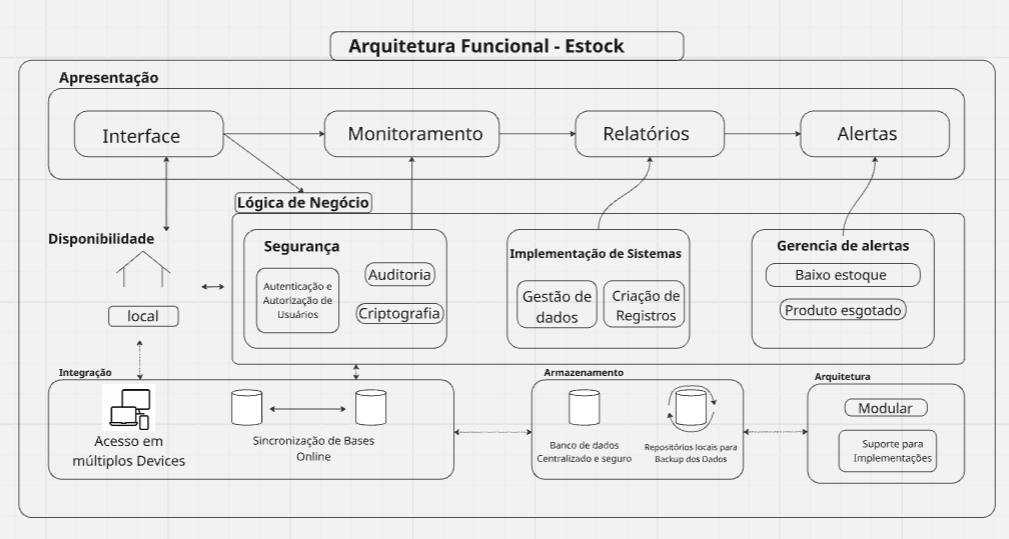 Arquitetura Funcional - Estock
Apresentação
Interface
Monitoramento
Relatórios
Alertas
Lógica de Negócio
Disponibilidade
local
Segurança
Autenticação e
Autorização de
Usuários
Auditoria
Criptografia
Implementação de Sistemas
Gestão de
dados
Criação de
Registros
Gerencia de alertas
Baixo estoque
Produto esgotado
Integração
Acesso em
múltiplos Devices
Sincronização de Bases
Online
Armazenamento
Banco de dados
Centralizado e seguro
Repositórios locais para
Backup dos Dados
Arquitetura
Modular
Suporte para
Implementações